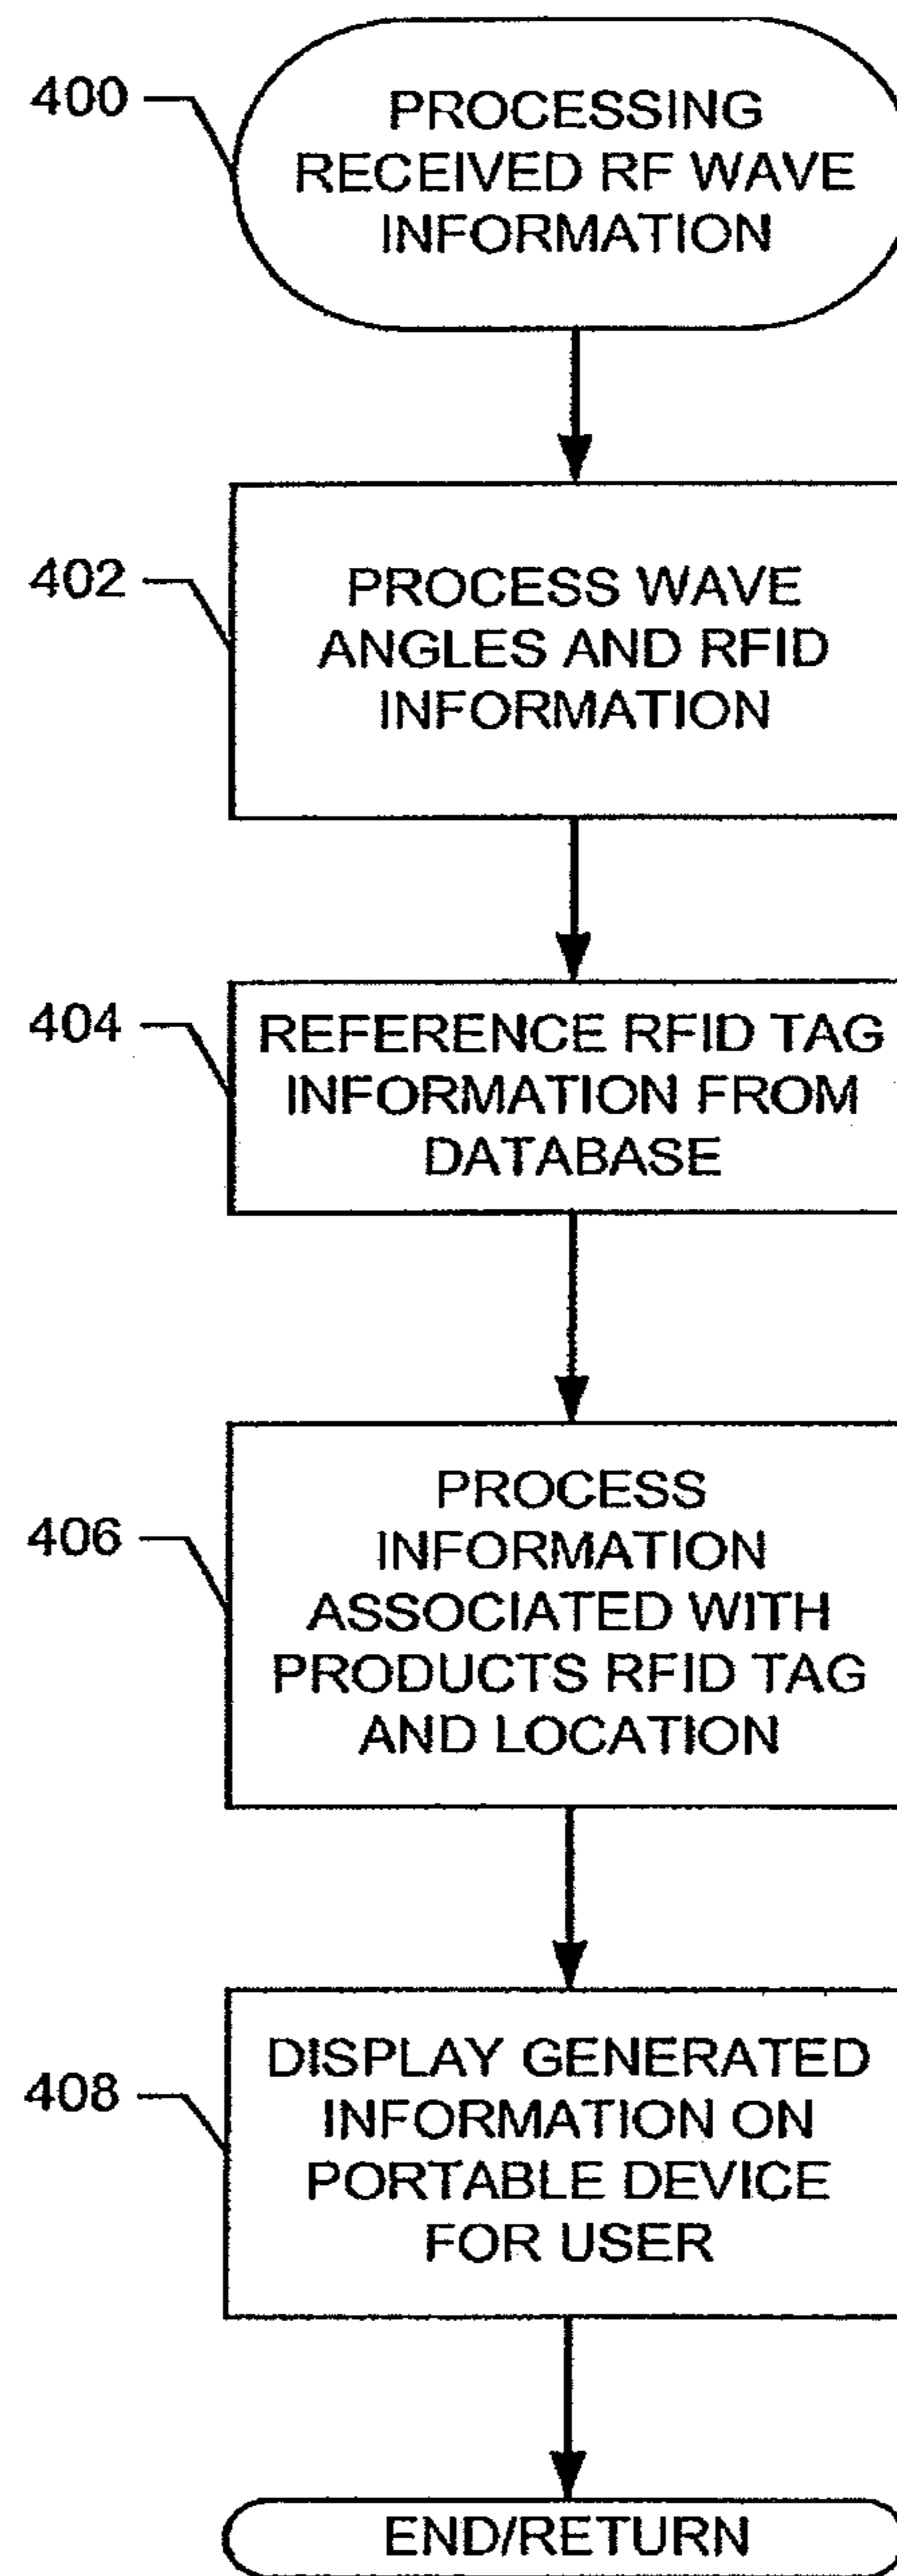 400
PROCESSING
RECEIVED RF WAVE
INFORMATION
402
PROCESS WAVE
ANGLES AND RFID
INFORMATION
404
REFERENCE RFID TAG
INFORMATION FROM
DATABASE
406
PROCESS
INFORMATION
ASSOCIATED WITH
PRODUCTS RFID TAG
AND LOCATION
408
DISPLAY GENERATED
INFORMATION ON
PORTABLE DEVICE
FOR USER
END/RETURN